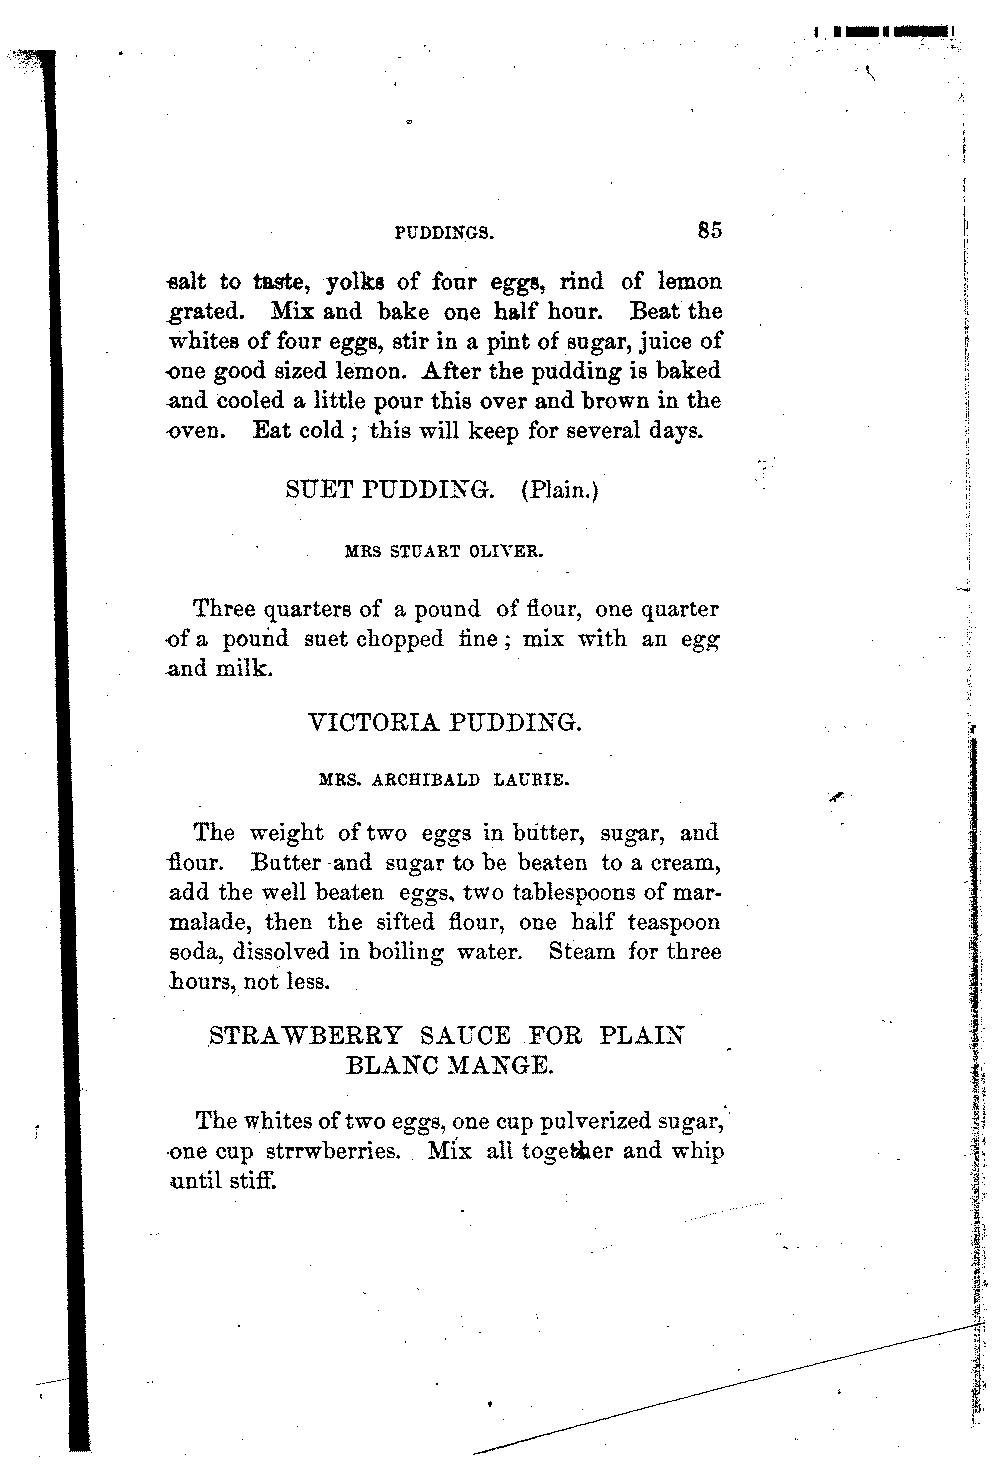 PUDDINGS. 85
salt to taste, yolks of four eggs, rind of lemon
grated. Mix and bake one half hour. Beat the
whites of four eggs, stir in a pint of sugar, juice of
one good sized lemon. After the pudding is baked
and cooled a little pour this over and brown in the
oven. Eat cold ; this will keep for several days.
SUET PUDDING. (Plain.)
MRS STUART OLIVER.
Three quarters of a pound of flour, one quarter
of a pound suet chopped fine ; mix with an egg
and milk.
VICTORIA PUDDING.
MRS. ARCHIBALD LAURIE.
The weight of two eggs in butter, sugar, and
flour. Butter and sugar to be beaten to a cream,
add the well beaten eggs, two tablespoons of mar-
malade, then the sifted flour, one half teaspoon
soda, dissolved in boiling water. Steam for three
hours, not less.
STRAWBERRY SAUCE FOR PLAIN
BLANC MANGE.
The whites of two eggs, one cup pulverized sugar,
one cup strrwberries. Mix all together and whip
until stiff.